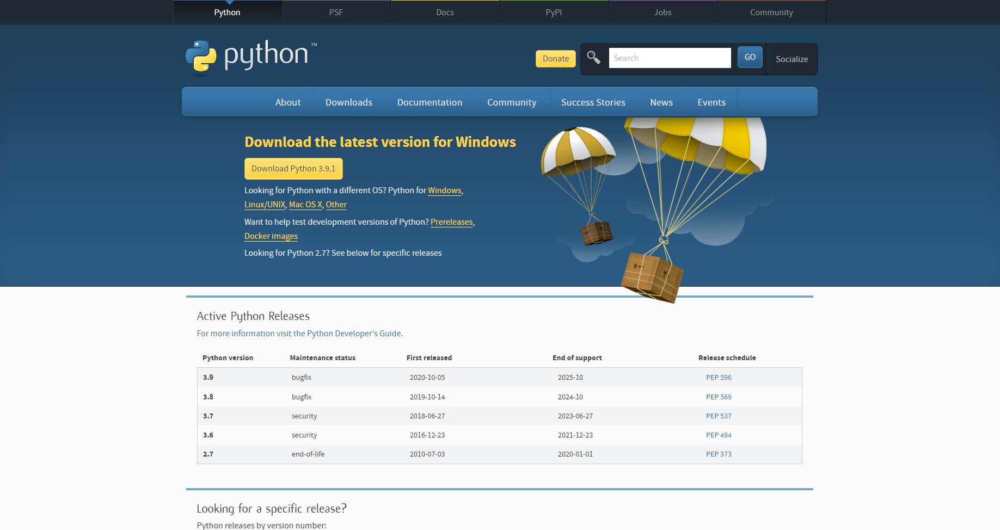 Python PSF Docs PyPI Jobs Community
python™
Donate Search GO Socialize
About Downloads Documentation Community Success Stories News Events
Download the latest version for Windows
Download Python 3.9.1
Looking for Python with a different OS? Python for Windows,
Linux/UNIX, Mac OS X, Other
Want to help test development versions of Python? Prereleases,
Docker images
Looking for Python 2.7? See below for specific releases
Active Python Releases
For more information visit the Python Developer's Guide.
Python version Maintenance status First released End of support Release schedule
3.9 bugfix 2020-10-05 2025-10 PEP 596
3.8 bugfix 2019-10-14 2024-10 PEP 569
3.7 security 2018-06-27 2023-06-27 PEP 537
3.6 security 2016-12-23 2021-12-23 PEP 494
2.7 end-of-life 2010-07-03 2020-01-01 PEP 373
Looking for a specific release?
Python releases by version number: